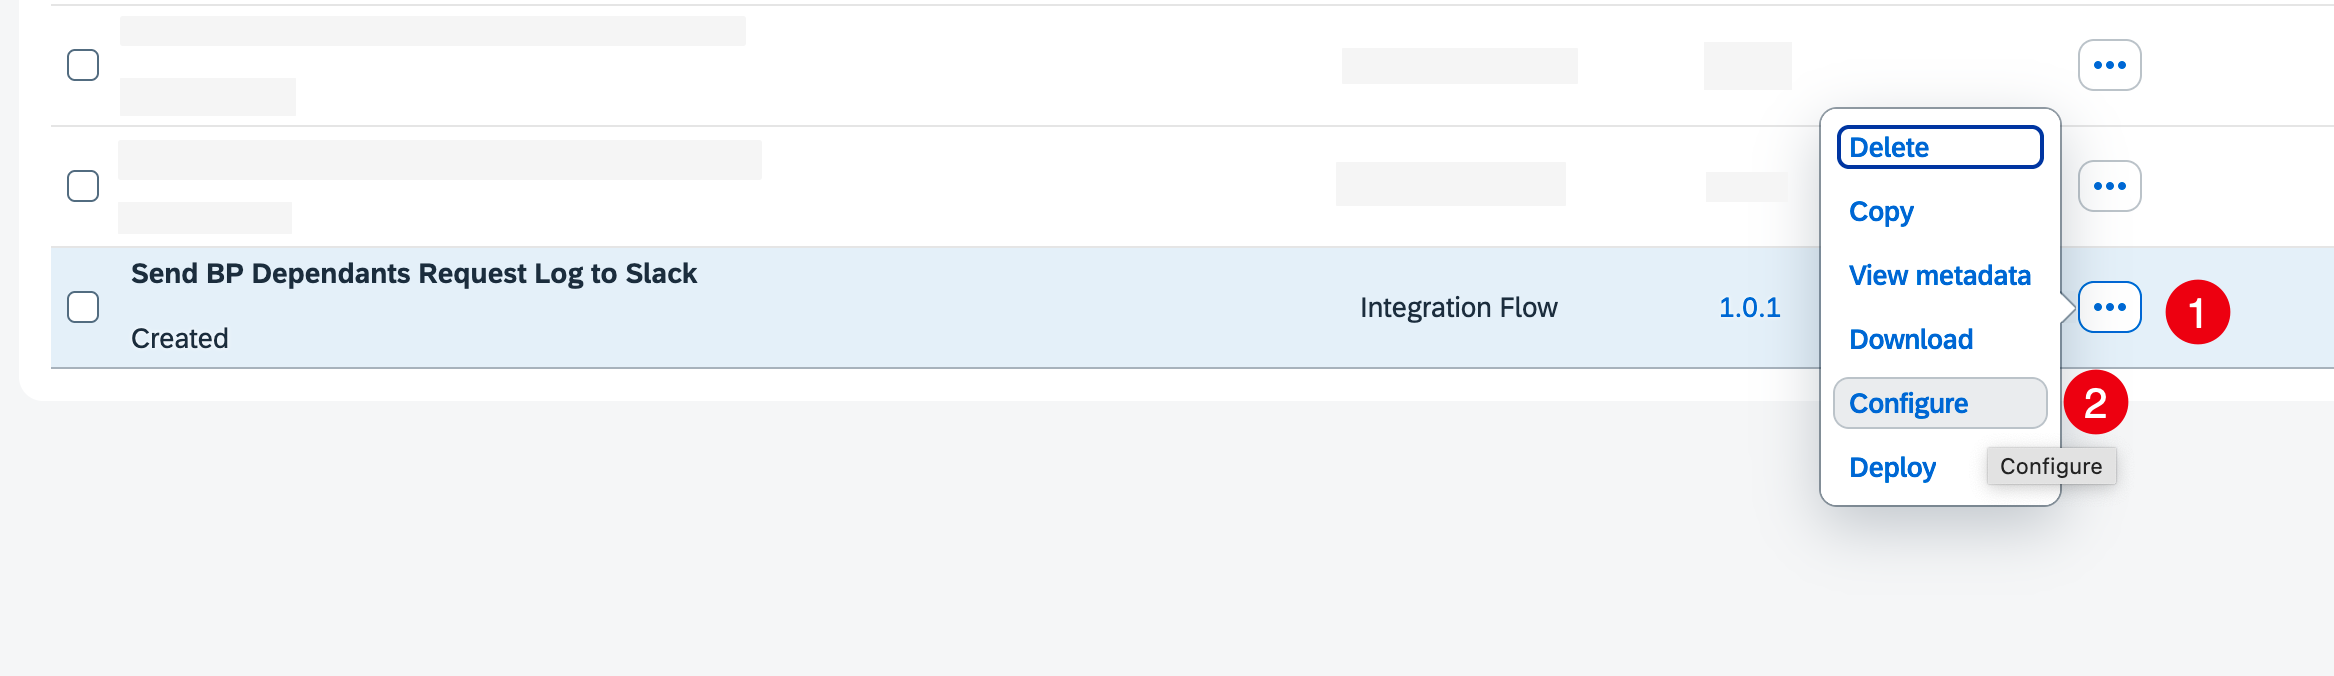 Send BP Dependants Request Log to Slack
Created
Integration Flow
1.0.1
Delete
Copy
View metadata
Download
Configure
Deploy
Configure
1
2